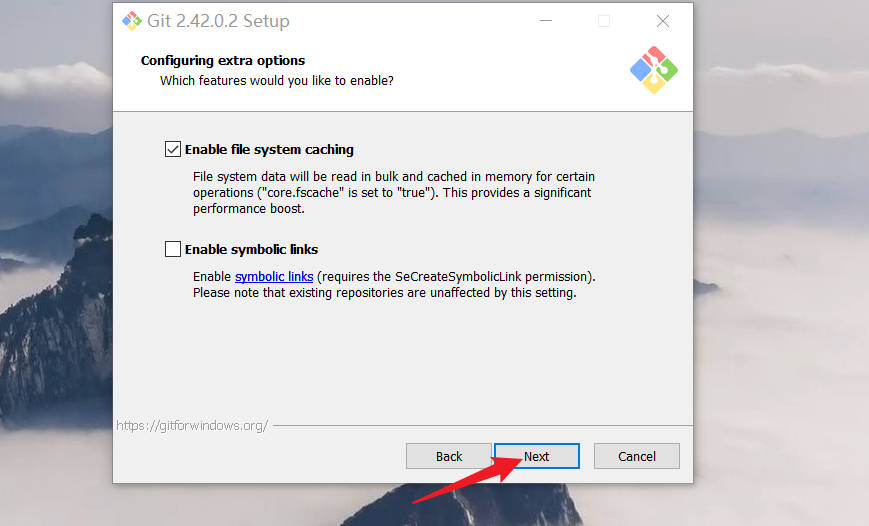 Git 2.42.0.2 Setup
Configuring extra options
Which features would you like to enable?
Enable file system caching
File system data will be read in bulk and cached in memory for certain
operations ("core.fscache" is set to "true"). This provides a significant
performance boost.
Enable symbolic links
Enable symbolic links (requires the SeCreateSymbolicLink permission).
Please note that existing repositories are unaffected by this setting.
https://gitforwindows.org/
Back Next Cancel